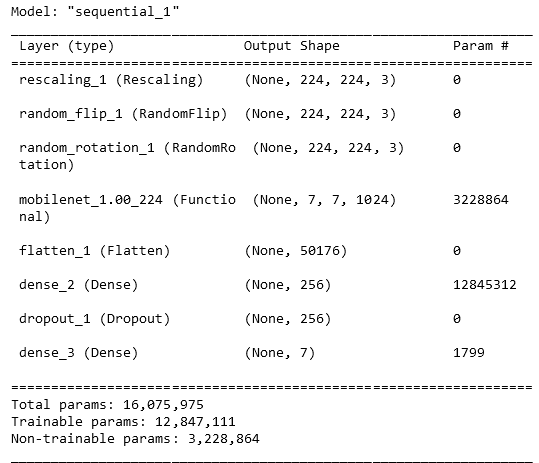 Model: "sequential_1"
_________________________________________________________________
Layer (type) Output Shape Param #
=================================================================
rescaling_1 (Rescaling) (None, 224, 224, 3) 0
random_flip_1 (RandomFlip) (None, 224, 224, 3) 0
random_rotation_1 (RandomRo (None, 224, 224, 3) 0
tation)
mobilenet_1.00_224 (Functio (None, 7, 7, 1024) 3228864
nal)
flatten_1 (Flatten) (None, 50176) 0
dense_2 (Dense) (None, 256) 12845312
dropout_1 (Dropout) (None, 256) 0
dense_3 (Dense) (None, 7) 1799
=================================================================
Total params: 16,075,975
Trainable params: 12,847,111
Non-trainable params: 3,228,864
_________________________________________________________________